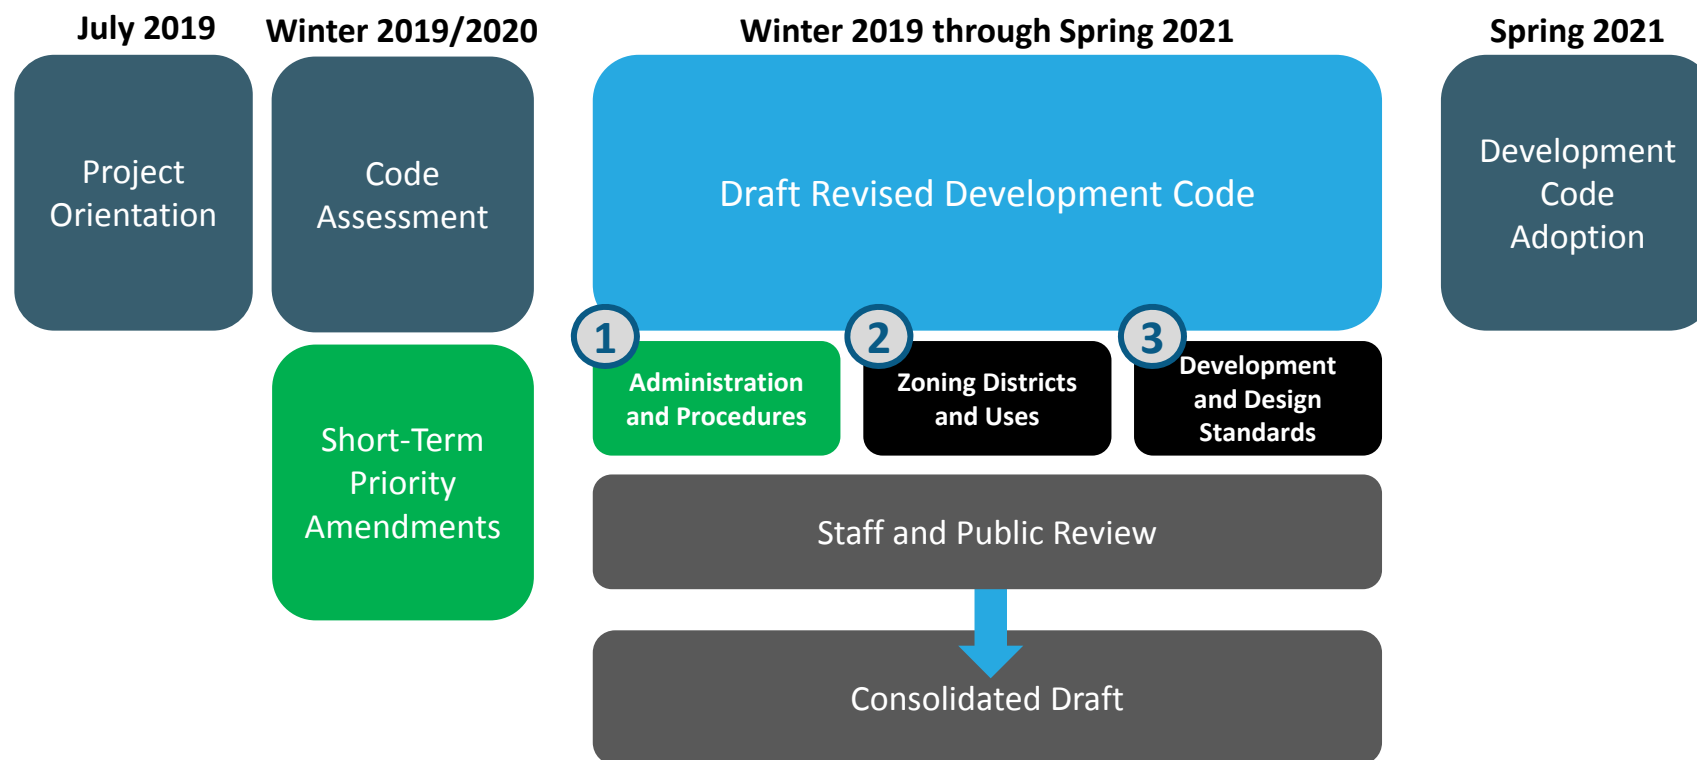 July 2019
Winter 2019/2020
Winter 2019 through Spring 2021
Spring 2021
Project
Orientation
Code
Assessment
Draft Revised Development Code
Development
Code
Adoption
1
2
3
Administration
and Procedures
Zoning Districts
and Uses
Development
and Design
Standards
Short-Term
Priority
Amendments
Staff and Public Review
Consolidated Draft